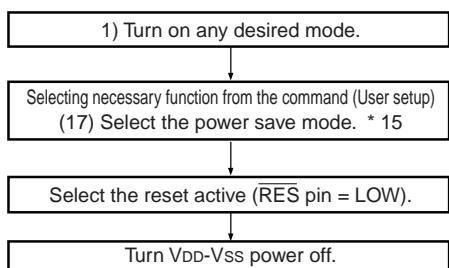 1) Turn on any desired mode.
Selecting necessary function from the command (User setup)
(17) Select the power save mode. * 15
Select the reset active (R̅E̅S̅ pin = LOW).
Turn VDD-VSS power off.